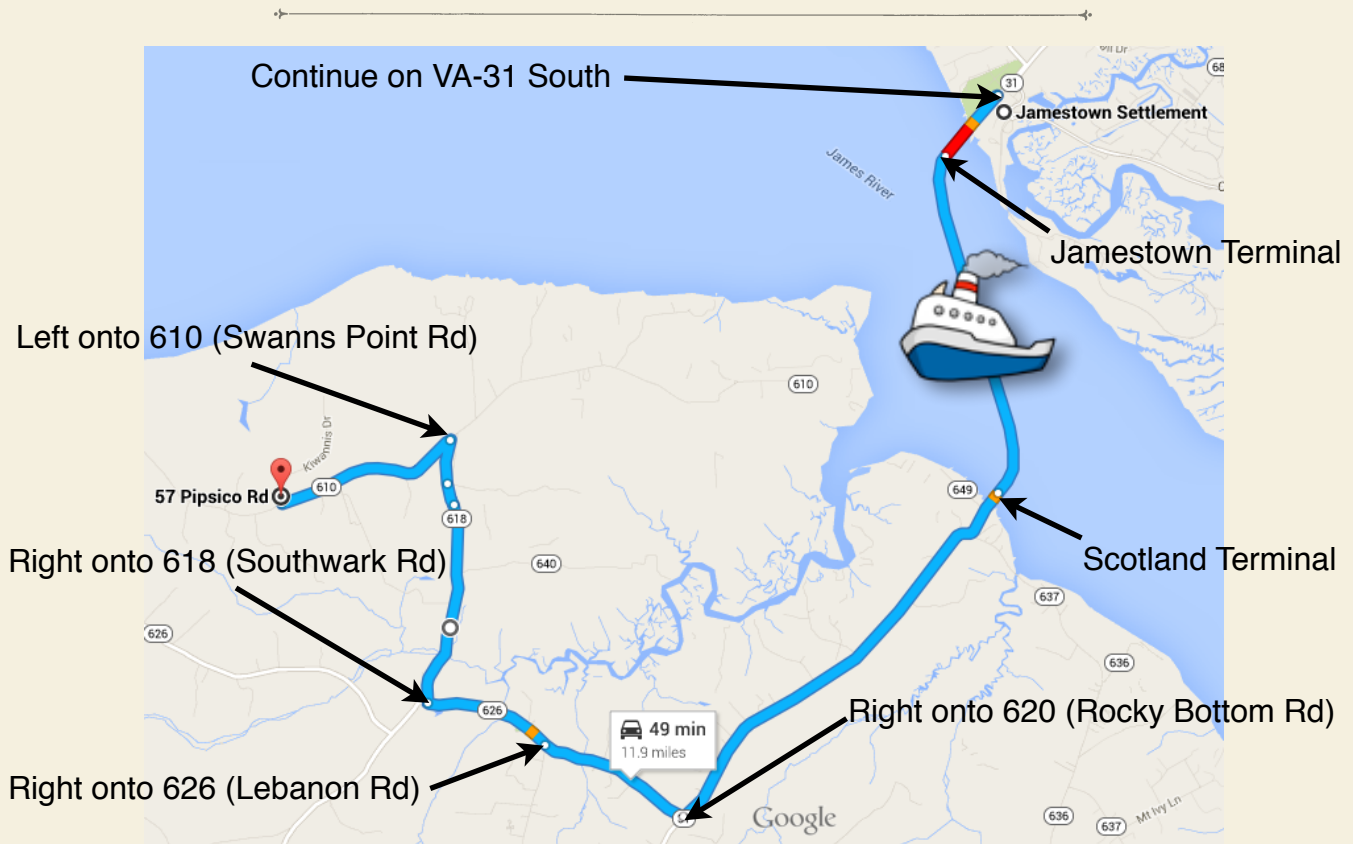 Continue on VA-31 South
31
68
Jamestown Settlement
James River
Jamestown Terminal
Left onto 610 (Swanns Point Rd)
610
Kiwannis Dr
57 Pipsico Rd
610
649
618
Right onto 618 (Southwark Rd)
640
Scotland Terminal
637
626
636
626
Right onto 620 (Rocky Bottom Rd)
49 min
11.9 miles
Right onto 626 (Lebanon Rd)
Google
Mt Ivy Ln
636
637